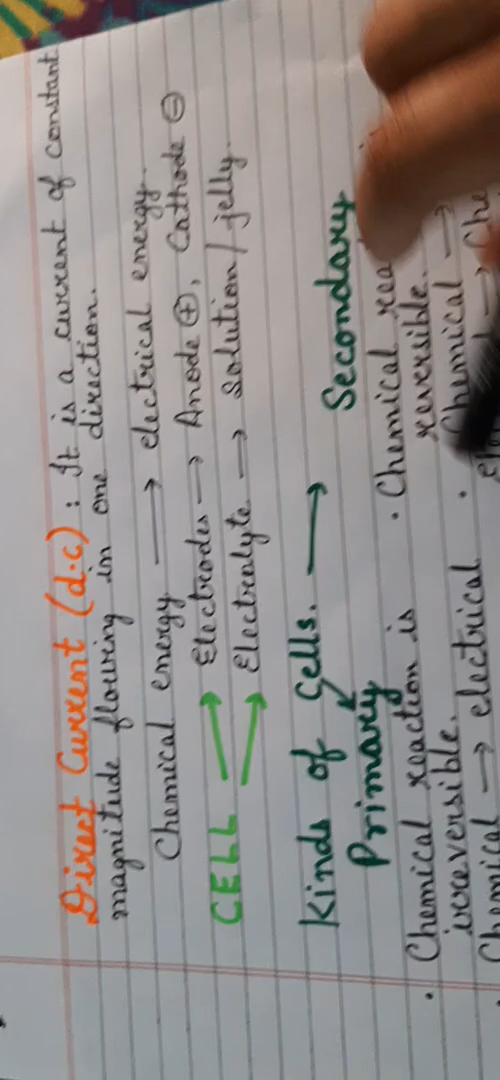 Direct Current (d.c) : It is a current of constant
magnitude flowing in one direction.
Chemical energy → electrical energy.
CELL → Electrodes → Anode ⊕, Cathode ⊖
→ Electrolyte → Solution/jelly.
Kinds of Cells. →
Primary
Secondary
• Chemical reaction is
irreversible.
• Chemical → electrical
• Chemical rea
reversible.
• Chemical →
→ Che